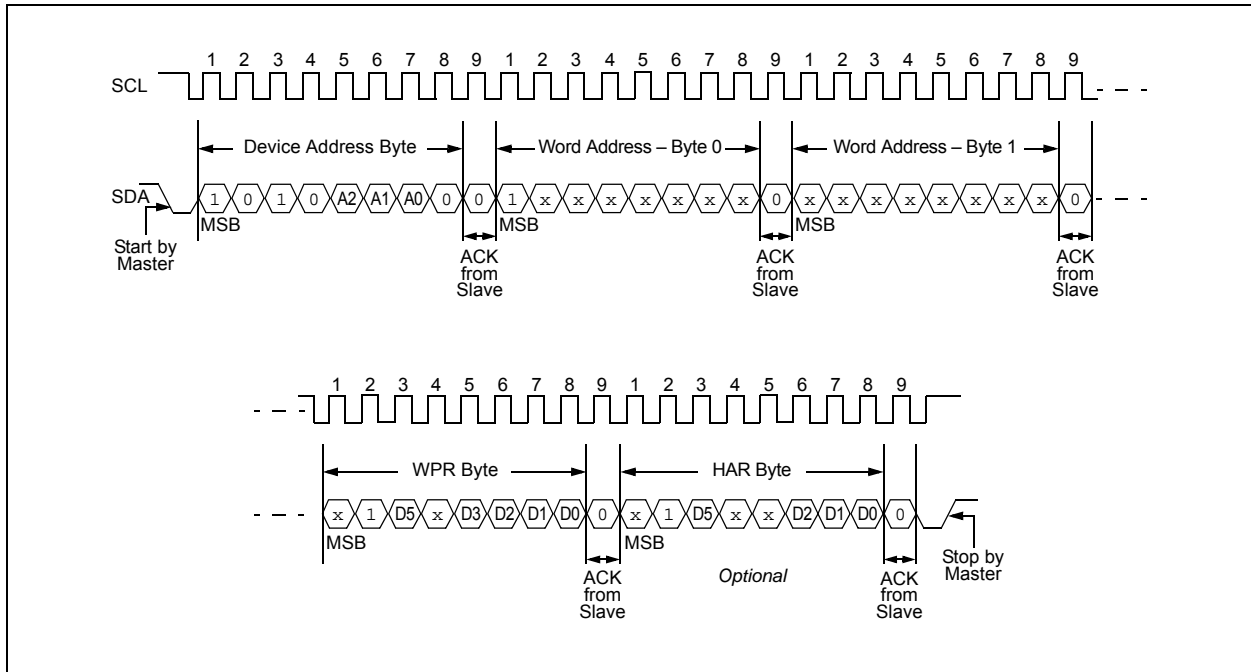 1 2 3 4 5 6 7 8 9 1 2 3 4 5 6 7 8 9 1 2 3 4 5 6 7 8 9
SCL
Device Address Byte Word Address – Byte 0 Word Address – Byte 1
SDA 1 0 1 0 A2 A1 A0 0 0 1 x x x x x x x 0 x x x x x x x x 0
MSB MSB MSB
Start by
Master
ACK
from
Slave
ACK
from
Slave
ACK
from
Slave
1 2 3 4 5 6 7 8 9 1 2 3 4 5 6 7 8 9
WPR Byte HAR Byte
x 1 D5 x D3 D2 D1 D0 0 x 1 D5 x x D2 D1 D0 0
MSB MSB
ACK
from
Slave
Optional
ACK
from
Slave
Stop by
Master